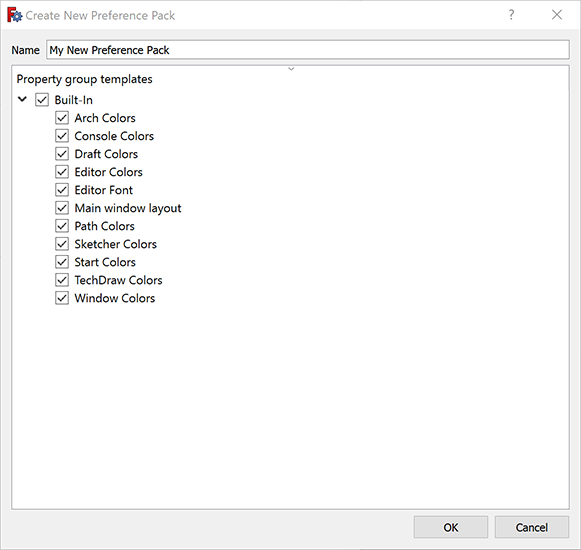 Create New Preference Pack
?
Name My New Preference Pack
Property group templates
Built-In
Arch Colors
Console Colors
Draft Colors
Editor Colors
Editor Font
Main window layout
Path Colors
Sketcher Colors
Start Colors
TechDraw Colors
Window Colors
OK Cancel